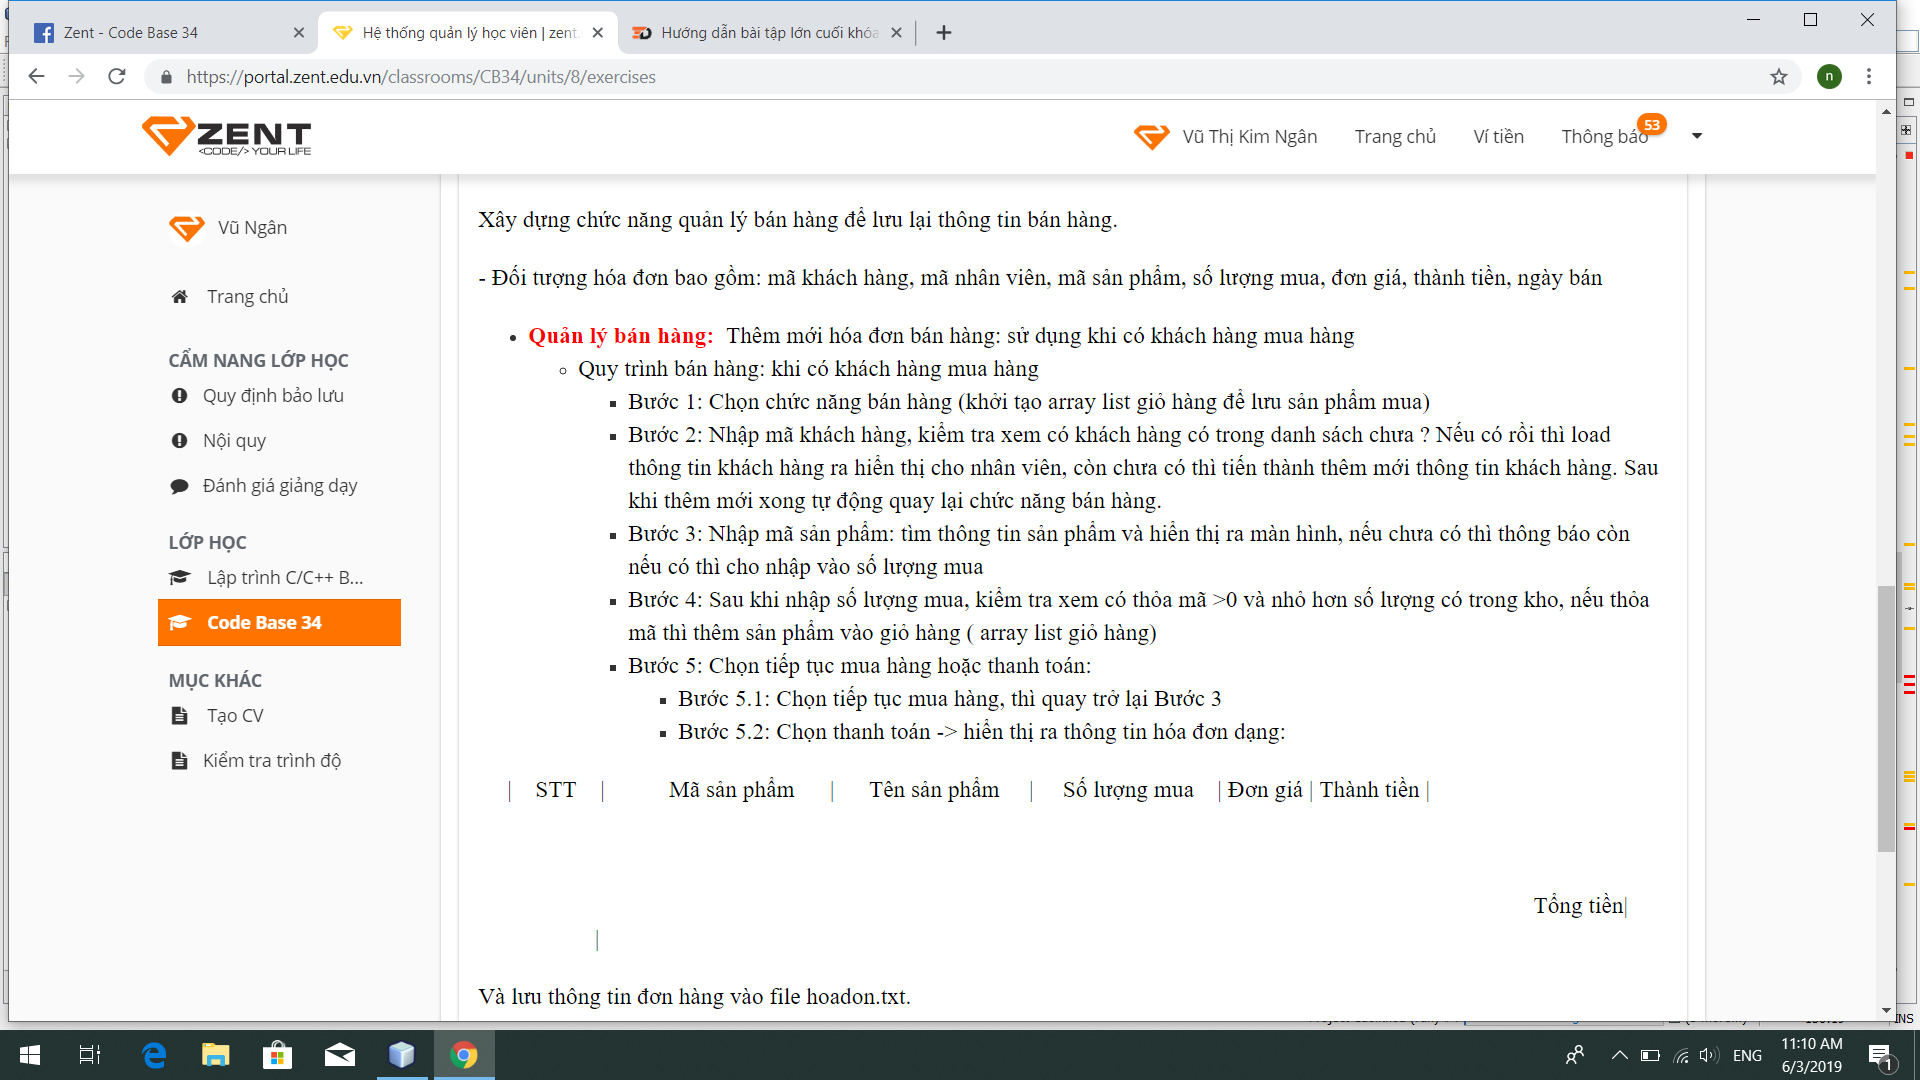 Zent - Code Base 34
Hệ thống quản lý học viên | zent.
Hướng dẫn bài tập lớn cuối khóa
https://portal.zent.edu.vn/classrooms/CB34/units/8/exercises
n
ZENT
<CODE/> YOUR LIFE
Vũ Thị Kim Ngân
Trang chủ
Ví tiền
Thông báo
53
Vũ Ngân
Trang chủ
CẨM NANG LỚP HỌC
Quy định bảo lưu
Nội quy
Đánh giá giảng dạy
LỚP HỌC
Lập trình C/C++ B...
Code Base 34
MỤC KHÁC
Tạo CV
Kiểm tra trình độ
Xây dựng chức năng quản lý bán hàng để lưu lại thông tin bán hàng.
- Đối tượng hóa đơn bao gồm: mã khách hàng, mã nhân viên, mã sản phẩm, số lượng mua, đơn giá, thành tiền, ngày bán
Quản lý bán hàng: Thêm mới hóa đơn bán hàng: sử dụng khi có khách hàng mua hàng
Quy trình bán hàng: khi có khách hàng mua hàng
Bước 1: Chọn chức năng bán hàng (khởi tạo array list giỏ hàng để lưu sản phẩm mua)
Bước 2: Nhập mã khách hàng, kiểm tra xem có khách hàng có trong danh sách chưa ? Nếu có rồi thì load
thông tin khách hàng ra hiển thị cho nhân viên, còn chưa có thì tiến thành thêm mới thông tin khách hàng. Sau
khi thêm mới xong tự động quay lại chức năng bán hàng.
Bước 3: Nhập mã sản phẩm: tìm thông tin sản phẩm và hiển thị ra màn hình, nếu chưa có thì thông báo còn
nếu có thì cho nhập vào số lượng mua
Bước 4: Sau khi nhập số lượng mua, kiểm tra xem có thỏa mã >0 và nhỏ hơn số lượng có trong kho, nếu thỏa
mã thì thêm sản phẩm vào giỏ hàng ( array list giỏ hàng)
Bước 5: Chọn tiếp tục mua hàng hoặc thanh toán:
Bước 5.1: Chọn tiếp tục mua hàng, thì quay trở lại Bước 3
Bước 5.2: Chọn thanh toán -> hiển thị ra thông tin hóa đơn dạng:
| STT | Mã sản phẩm | Tên sản phẩm | Số lượng mua | Đơn giá | Thành tiền |
Tổng tiền|
|
Và lưu thông tin đơn hàng vào file hoadon.txt.
INS
ENG
11:10 AM
6/3/2019
1